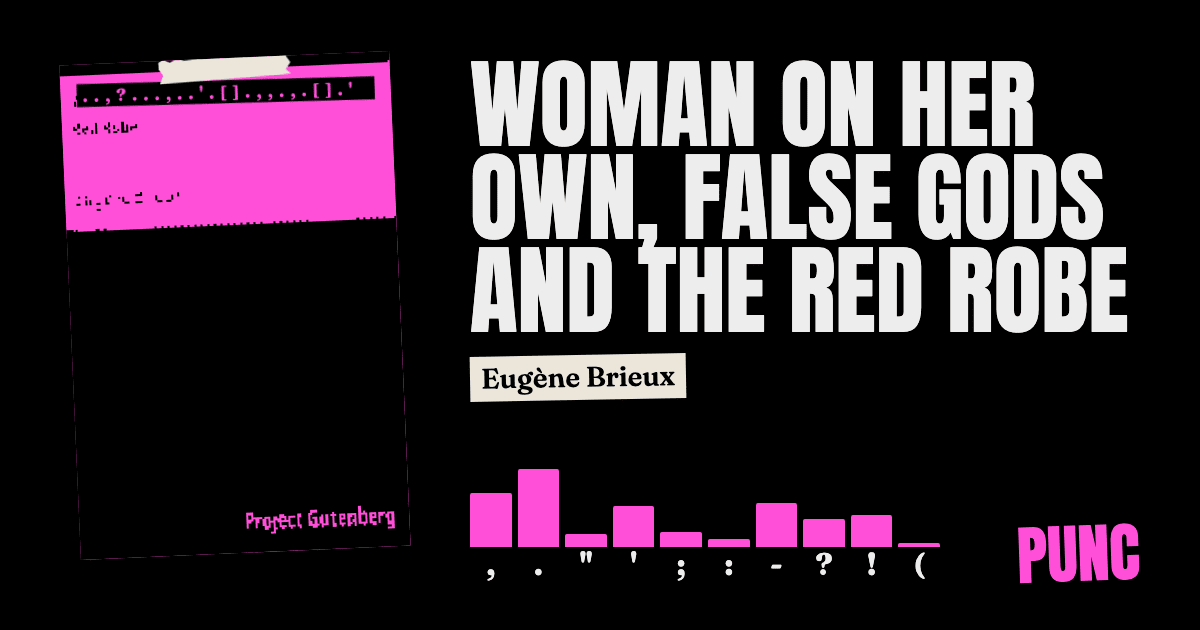 ..,?...,..'.[].,,.,.[].'
Red Robe
Project Gutenberg
WOMAN ON HER
OWN, FALSE GODS
AND THE RED ROBE
Eugène Brieux
, . " ' ; : - ? ! (
PUNC